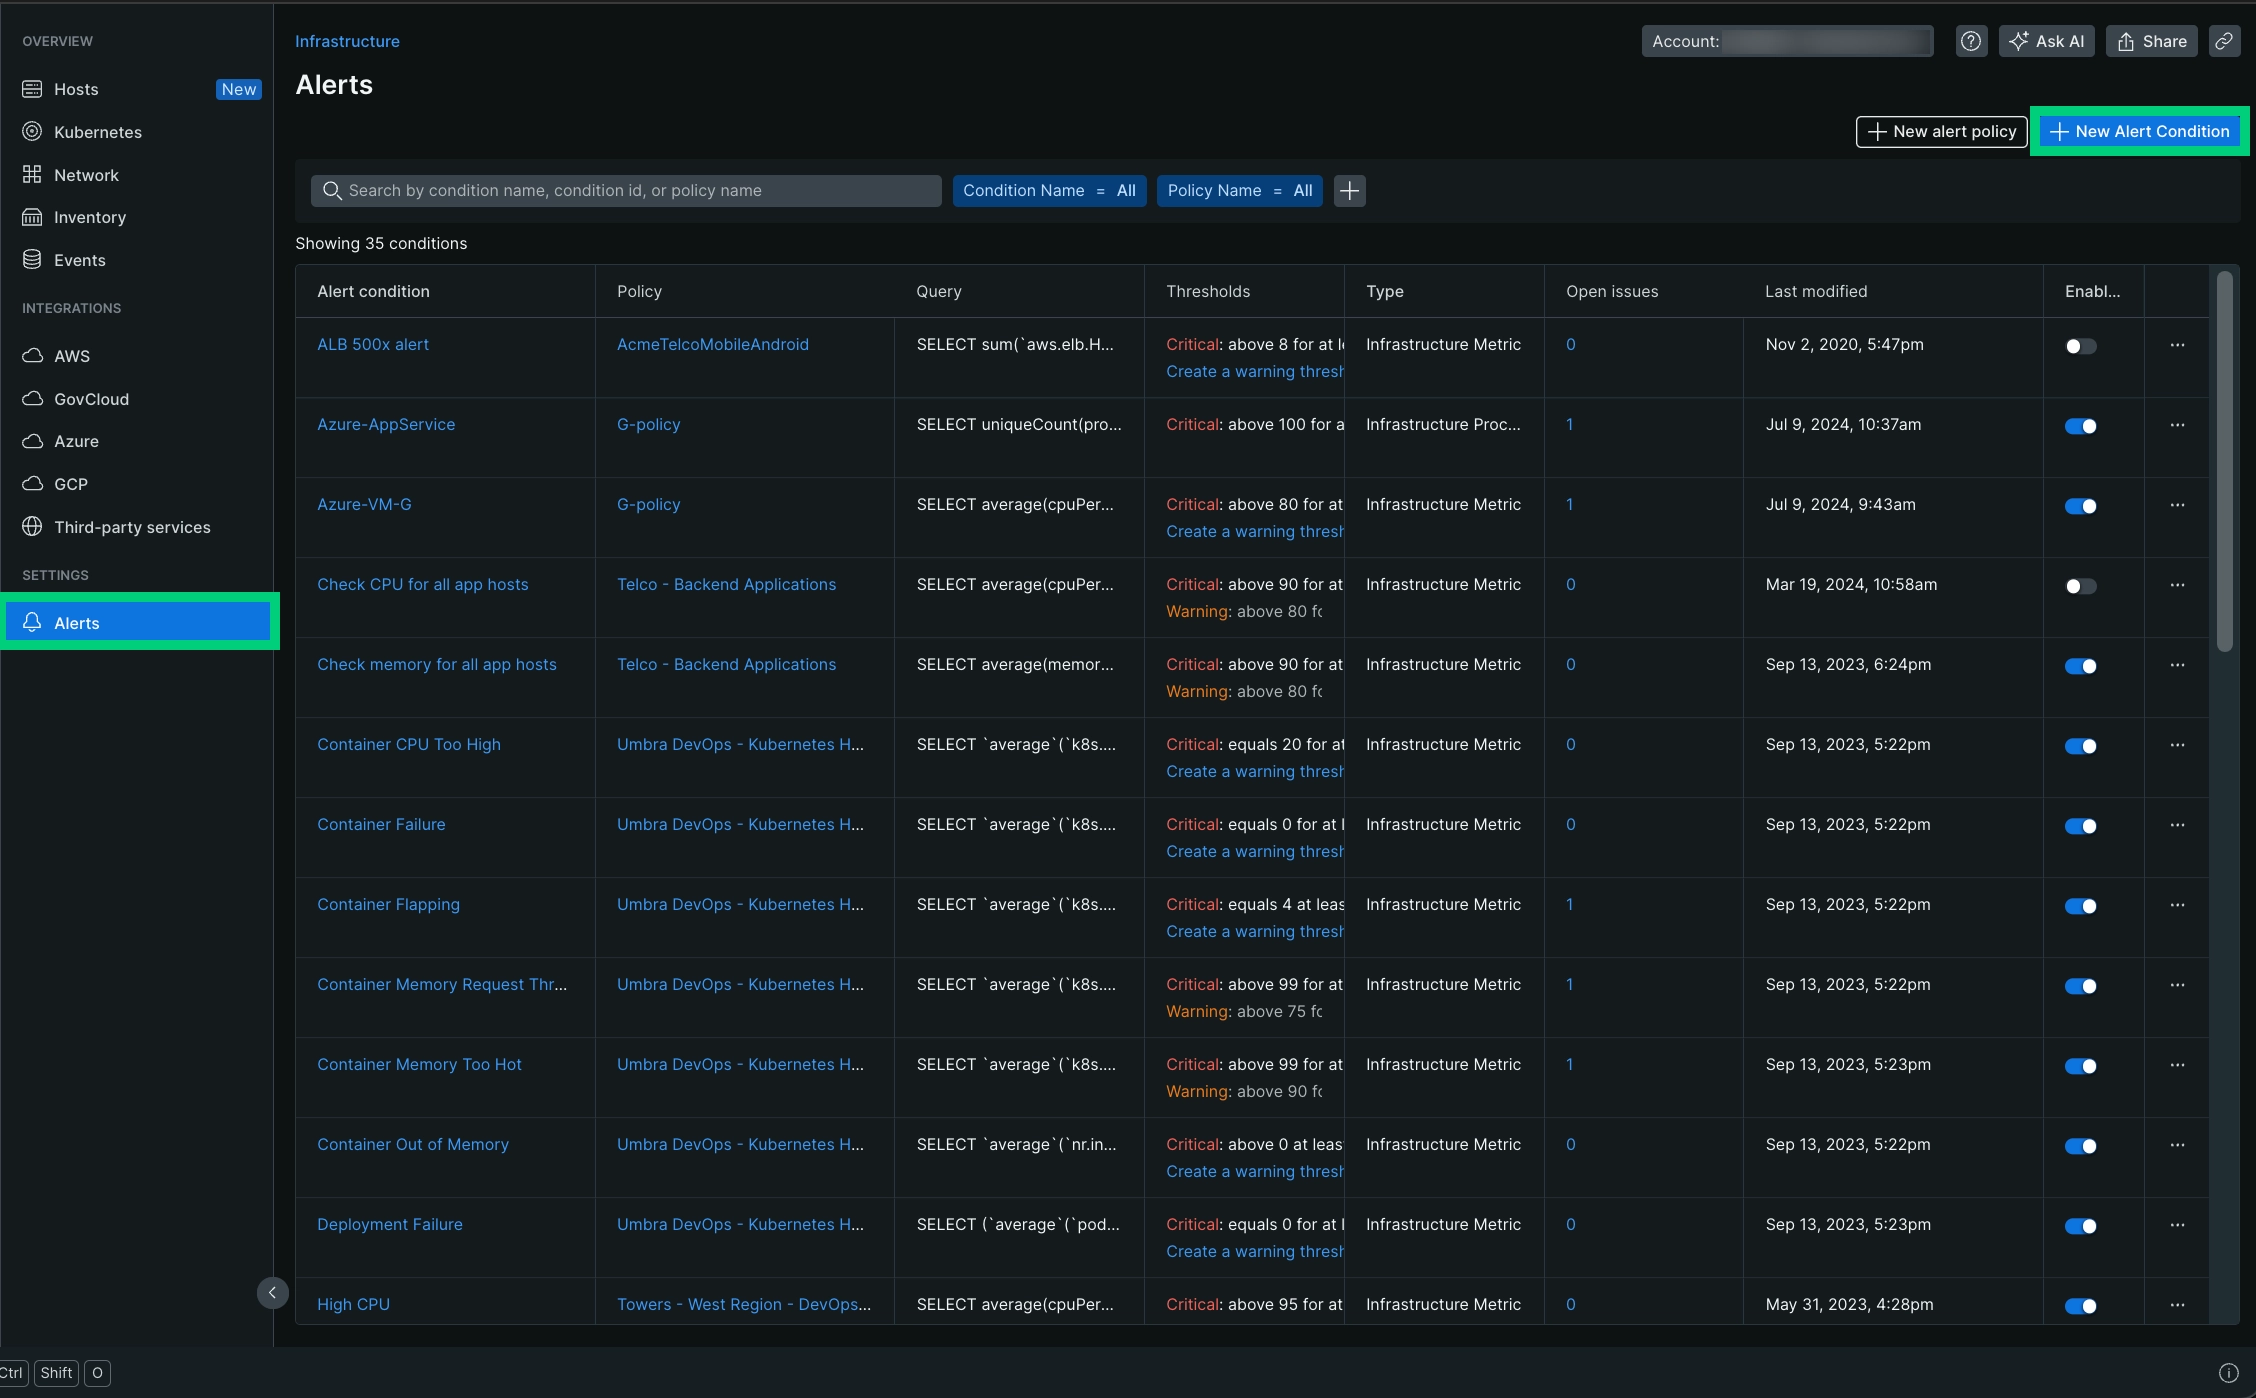 OVERVIEW
Hosts New
Kubernetes
Network
Inventory
Events
INTEGRATIONS
AWS
GovCloud
Azure
GCP
Third-party services
SETTINGS
Alerts
Infrastructure
Account:
Ask AI
Share
Alerts
New alert policy
New Alert Condition
Search by condition name, condition id, or policy name
Condition Name = All
Policy Name = All
Showing 35 conditions
Alert condition Policy Query Thresholds Type Open issues Last modified Enabl...
ALB 500x alert AcmeTelcoMobileAndroid SELECT sum(`aws.elb.H... Critical: above 8 for at l Infrastructure Metric 0 Nov 2, 2020, 5:47pm ...
Create a warning thresh
Azure-AppService G-policy SELECT uniqueCount(pro... Critical: above 100 for a Infrastructure Proc... 1 Jul 9, 2024, 10:37am ...
Azure-VM-G G-policy SELECT average(cpuPer... Critical: above 80 for at Infrastructure Metric 1 Jul 9, 2024, 9:43am ...
Create a warning thresh
Check CPU for all app hosts Telco - Backend Applications SELECT average(cpuPer... Critical: above 90 for at Infrastructure Metric 0 Mar 19, 2024, 10:58am ...
Warning: above 80 fo
Check memory for all app hosts Telco - Backend Applications SELECT average(memor... Critical: above 90 for at Infrastructure Metric 0 Sep 13, 2023, 6:24pm ...
Warning: above 80 fo
Container CPU Too High Umbra DevOps - Kubernetes H... SELECT `average`(`k8s.... Critical: equals 20 for at Infrastructure Metric 0 Sep 13, 2023, 5:22pm ...
Create a warning thresh
Container Failure Umbra DevOps - Kubernetes H... SELECT `average`(`k8s.... Critical: equals 0 for at l Infrastructure Metric 0 Sep 13, 2023, 5:22pm ...
Create a warning thresh
Container Flapping Umbra DevOps - Kubernetes H... SELECT `average`(`k8s.... Critical: equals 4 at leas Infrastructure Metric 1 Sep 13, 2023, 5:22pm ...
Create a warning thresh
Container Memory Request Thr... Umbra DevOps - Kubernetes H... SELECT `average`(`k8s.... Critical: above 99 for at Infrastructure Metric 1 Sep 13, 2023, 5:22pm ...
Warning: above 75 fo
Container Memory Too Hot Umbra DevOps - Kubernetes H... SELECT `average`(`k8s.... Critical: above 99 for at Infrastructure Metric 1 Sep 13, 2023, 5:23pm ...
Warning: above 90 fo
Container Out of Memory Umbra DevOps - Kubernetes H... SELECT `average`(`nr.in... Critical: above 0 at leas Infrastructure Metric 0 Sep 13, 2023, 5:22pm ...
Create a warning thresh
Deployment Failure Umbra DevOps - Kubernetes H... SELECT (`average`(`pod... Critical: equals 0 for at l Infrastructure Metric 0 Sep 13, 2023, 5:23pm ...
Create a warning thresh
High CPU Towers - West Region - DevOps... SELECT average(cpuPer... Critical: above 95 for at Infrastructure Metric 0 May 31, 2023, 4:28pm ...
Ctrl Shift O